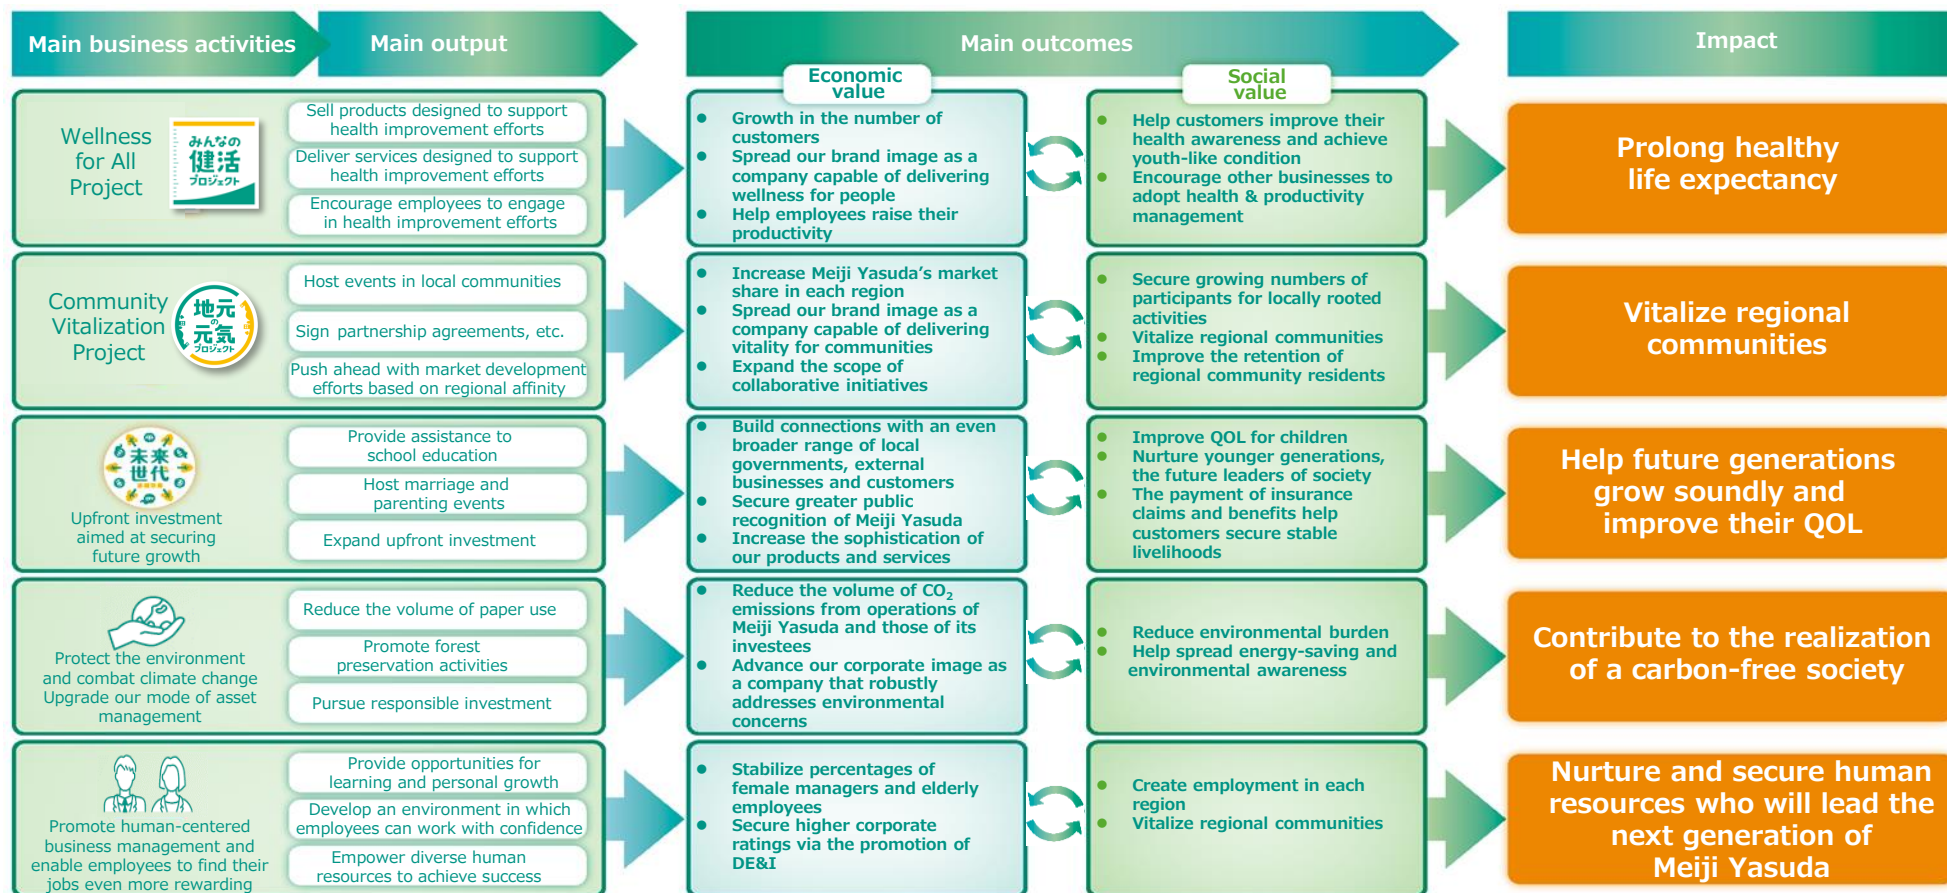 Main business activities
Main output
Main outcomes
Impact
Economic
value
Social
value
Wellness
for All
Project
みんなの
健活
プロジェクト
Sell products designed to support
health improvement efforts
Deliver services designed to support
health improvement efforts
Encourage employees to engage
in health improvement efforts
● Growth in the number of
customers
● Spread our brand image as a
company capable of delivering
wellness for people
● Help employees raise their
productivity
● Help customers improve their
health awareness and achieve
youth-like condition
● Encourage other businesses to
adopt health & productivity
management
Prolong healthy
life expectancy
Community
Vitalization
Project
地元
の
元気
プロジェクト
Host events in local communities
Sign partnership agreements, etc.
Push ahead with market development
efforts based on regional affinity
● Increase Meiji Yasuda’s market
share in each region
● Spread our brand image as a
company capable of delivering
vitality for communities
● Expand the scope of
collaborative initiatives
● Secure growing numbers of
participants for locally rooted
activities
● Vitalize regional communities
● Improve the retention of
regional community residents
Vitalize regional
communities
未来
世代
Upfront investment
aimed at securing
future growth
Provide assistance to
school education
Host marriage and
parenting events
Expand upfront investment
● Build connections with an even
broader range of local
governments, external
businesses and customers
● Secure greater public
recognition of Meiji Yasuda
● Increase the sophistication of
our products and services
● Improve QOL for children
● Nurture younger generations,
the future leaders of society
● The payment of insurance
claims and benefits help
customers secure stable
livelihoods
Help future generations
grow soundly and
improve their QOL
Protect the environment
and combat climate change
Upgrade our mode of asset
management
Reduce the volume of paper use
Promote forest
preservation activities
Pursue responsible investment
● Reduce the volume of CO₂
emissions from operations of
Meiji Yasuda and those of its
investees
● Advance our corporate image as
a company that robustly
addresses environmental
concerns
● Reduce environmental burden
● Help spread energy-saving and
environmental awareness
Contribute to the realization
of a carbon-free society
Promote human-centered
business management and
enable employees to find their
jobs even more rewarding
Provide opportunities for
learning and personal growth
Develop an environment in which
employees can work with confidence
Empower diverse human
resources to achieve success
● Stabilize percentages of
female managers and elderly
employees
● Secure higher corporate
ratings via the promotion of
DE&I
● Create employment in each
region
● Vitalize regional communities
Nurture and secure human
resources who will lead the
next generation of
Meiji Yasuda